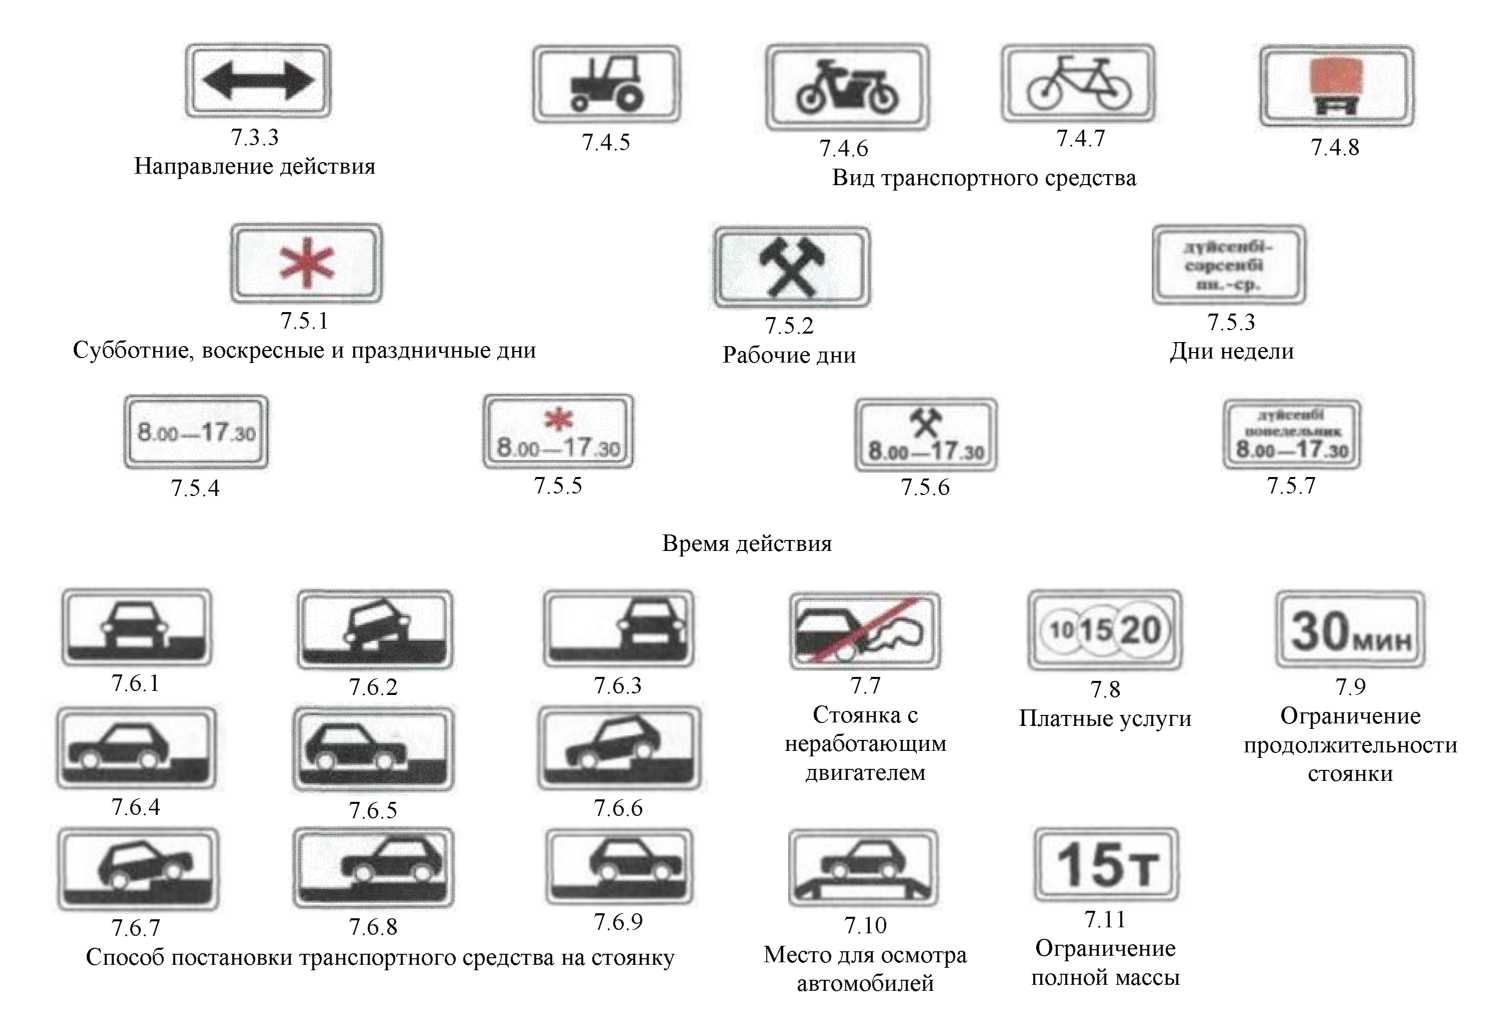 7.3.3
Направление действия
7.4.5
7.4.6
7.4.7
7.4.8
Вид транспортного средства
дүйсенбі-
сәрсенбі
пн.-ср.
7.5.1
Субботние, воскресные и праздничные дни
7.5.2
Рабочие дни
7.5.3
Дни недели
8.00—17.30
7.5.4
8.00—17.30
7.5.5
8.00—17.30
7.5.6
дүйсенбі
понедельник
8.00—17.30
7.5.7
Время действия
7.6.1
7.6.2
7.6.3
7.7
Стоянка с
неработающим
двигателем
10 15 20
7.8
Платные услуги
30мин
7.9
Ограничение
продолжительности
стоянки
7.6.4
7.6.5
7.6.6
7.6.7
7.6.8
7.6.9
Способ постановки транспортного средства на стоянку
7.10
Место для осмотра
автомобилей
15т
7.11
Ограничение
полной массы